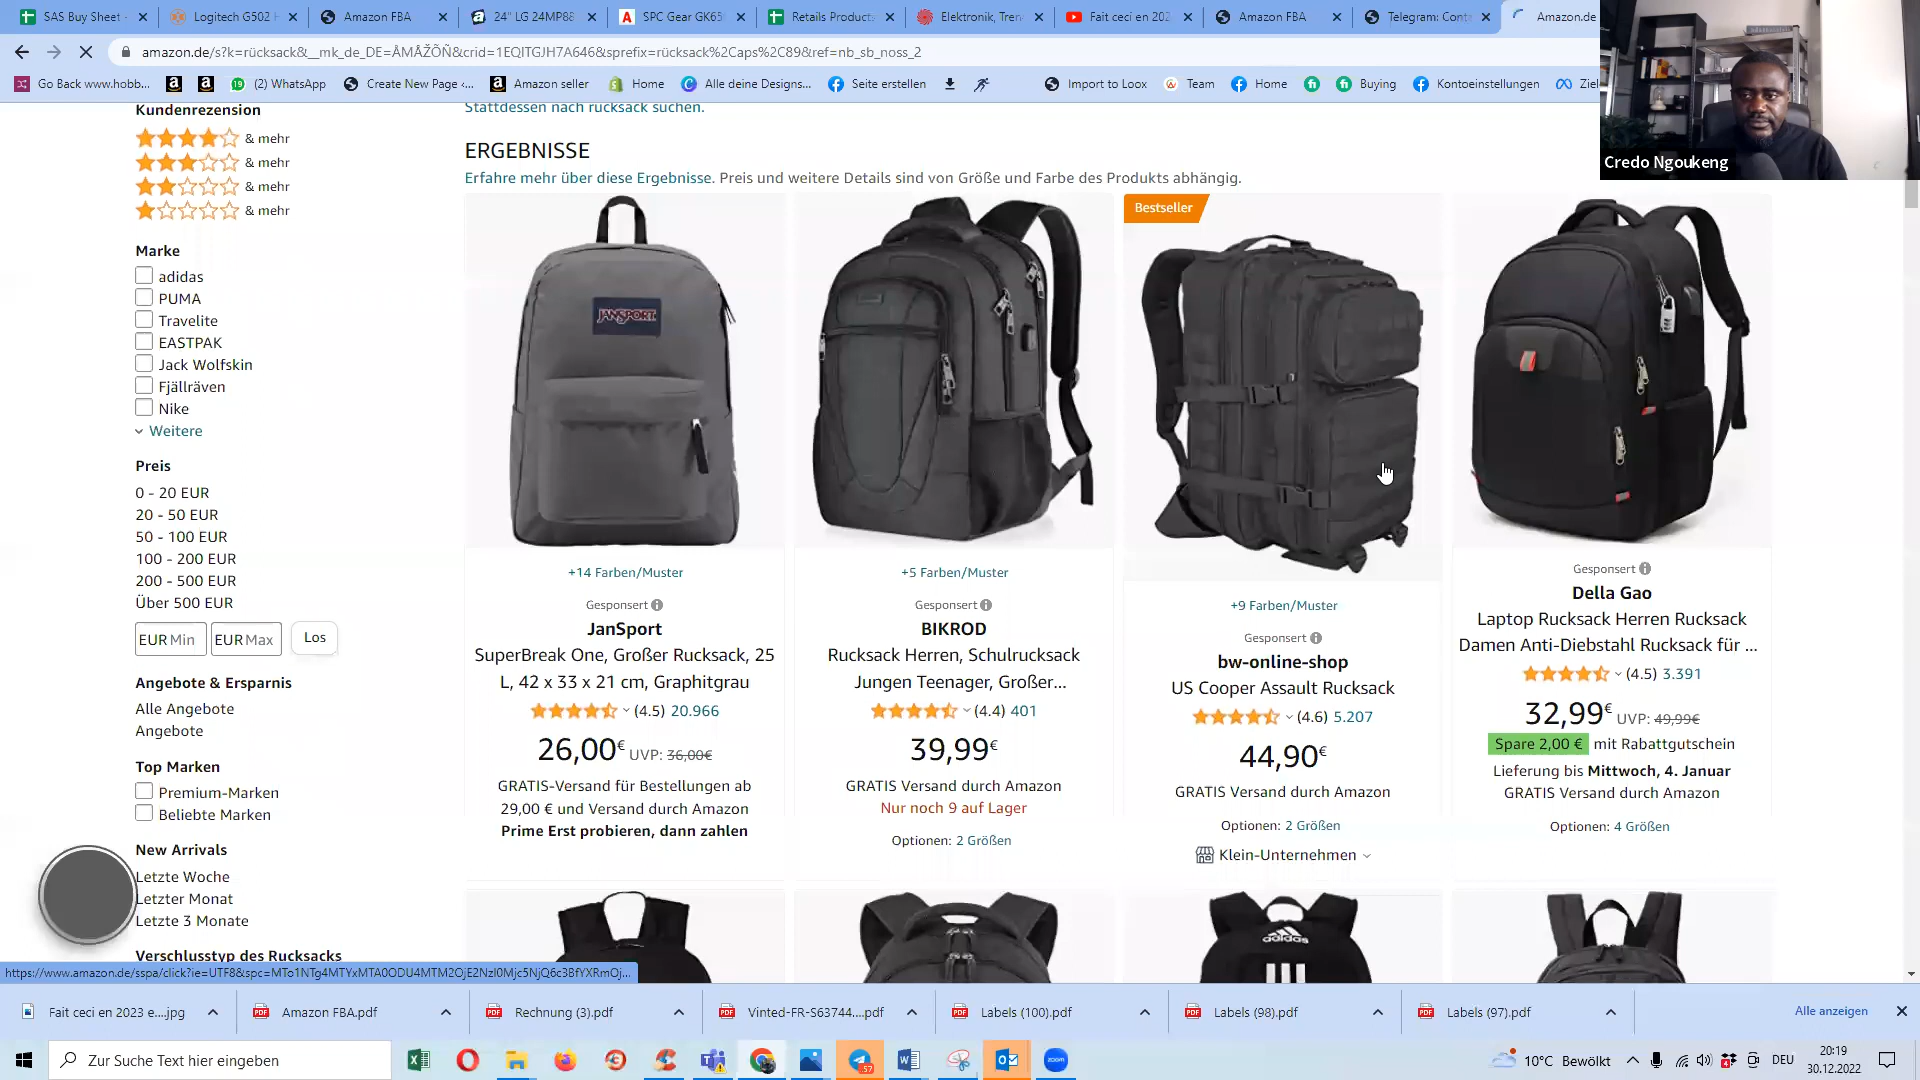 SAS Buy Sheet -
Logitech G502 H
Amazon FBA
24" LG 24MP88
SPC Gear GK65
Retails Products
Elektronik, Tren
Fait ceci en 202
Amazon FBA
Telegram: Conta
Amazon.de
amazon.de/s?k=rücksack&__mk_de_DE=ÅMÅŽÕÑ&crid=1EQITGJH7A646&sprefix=rücksack%2Caps%2C89&ref=nb_sb_noss_2
Go Back www.hobb...
(2) WhatsApp
Create New Page ‹...
Amazon seller
Home
Alle deine Designs...
Seite erstellen
Import to Loox
Team
Home
Buying
Kontoeinstellungen
Credo Ngoukeng
Kundenrezension
& mehr
& mehr
& mehr
& mehr
Marke
adidas
PUMA
Travelite
EASTPAK
Jack Wolfskin
Fjällräven
Nike
Weitere
Preis
0 - 20 EUR
20 - 50 EUR
50 - 100 EUR
100 - 200 EUR
200 - 500 EUR
Über 500 EUR
EUR Min EUR Max Los
Angebote & Ersparnis
Alle Angebote
Angebote
Top Marken
Premium-Marken
Beliebte Marken
New Arrivals
Letzte Woche
Letzter Monat
Letzte 3 Monate
Verschlusstyp des Rucksacks
Stattdessen nach rucksack suchen.
ERGEBNISSE
Erfahre mehr über diese Ergebnisse. Preis und weitere Details sind von Größe und Farbe des Produkts abhängig.
JANSPORT
+14 Farben/Muster
Gesponsert
JanSport
SuperBreak One, Großer Rucksack, 25
L, 42 x 33 x 21 cm, Graphitgrau
(4.5) 20.966
26,00€ UVP: 36,00€
GRATIS-Versand für Bestellungen ab
29,00 € und Versand durch Amazon
Prime Erst probieren, dann zahlen
+5 Farben/Muster
Gesponsert
BIKROD
Rucksack Herren, Schulrucksack
Jungen Teenager, Großer...
(4.4) 401
39,99€
GRATIS Versand durch Amazon
Nur noch 9 auf Lager
Optionen: 2 Größen
Bestseller
+9 Farben/Muster
Gesponsert
bw-online-shop
US Cooper Assault Rucksack
(4.6) 5.207
44,90€
GRATIS Versand durch Amazon
Optionen: 2 Größen
Klein-Unternehmen
Gesponsert
Della Gao
Laptop Rucksack Herren Rucksack
Damen Anti-Diebstahl Rucksack für ...
(4.5) 3.391
32,99€ UVP: 49,99€
Spare 2,00 € mit Rabattgutschein
Lieferung bis Mittwoch, 4. Januar
GRATIS Versand durch Amazon
Optionen: 4 Größen
adidas
Fait ceci en 2023 e....jpg
Amazon FBA.pdf
Rechnung (3).pdf
Vinted-FR-S63744....pdf
Labels (100).pdf
Labels (98).pdf
Labels (97).pdf
Alle anzeigen
Zur Suche Text hier eingeben
10°C Bewölkt
DEU
20:19
30.12.2022